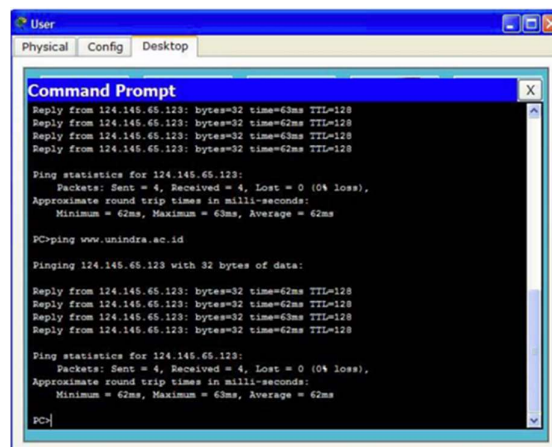 User
Physical Config Desktop
Command Prompt X
Reply from 124.145.65.123: bytes=32 time=63ms TTL=128
Reply from 124.145.65.123: bytes=32 time=62ms TTL=128
Reply from 124.145.65.123: bytes=32 time=63ms TTL=128
Reply from 124.145.65.123: bytes=32 time=62ms TTL=128
Ping statistics for 124.145.65.123:
Packets: Sent = 4, Received = 4, Lost = 0 (0% loss),
Approximate round trip times in milli-seconds:
Minimum = 62ms, Maximum = 63ms, Average = 62ms
PC>ping www.unindra.ac.id
Pinging 124.145.65.123 with 32 bytes of data:
Reply from 124.145.65.123: bytes=32 time=62ms TTL=128
Reply from 124.145.65.123: bytes=32 time=63ms TTL=128
Reply from 124.145.65.123: bytes=32 time=62ms TTL=128
Reply from 124.145.65.123: bytes=32 time=62ms TTL=128
Ping statistics for 124.145.65.123:
Packets: Sent = 4, Received = 4, Lost = 0 (0% loss),
Approximate round trip times in milli-seconds:
Minimum = 62ms, Maximum = 63ms, Average = 62ms
PC>